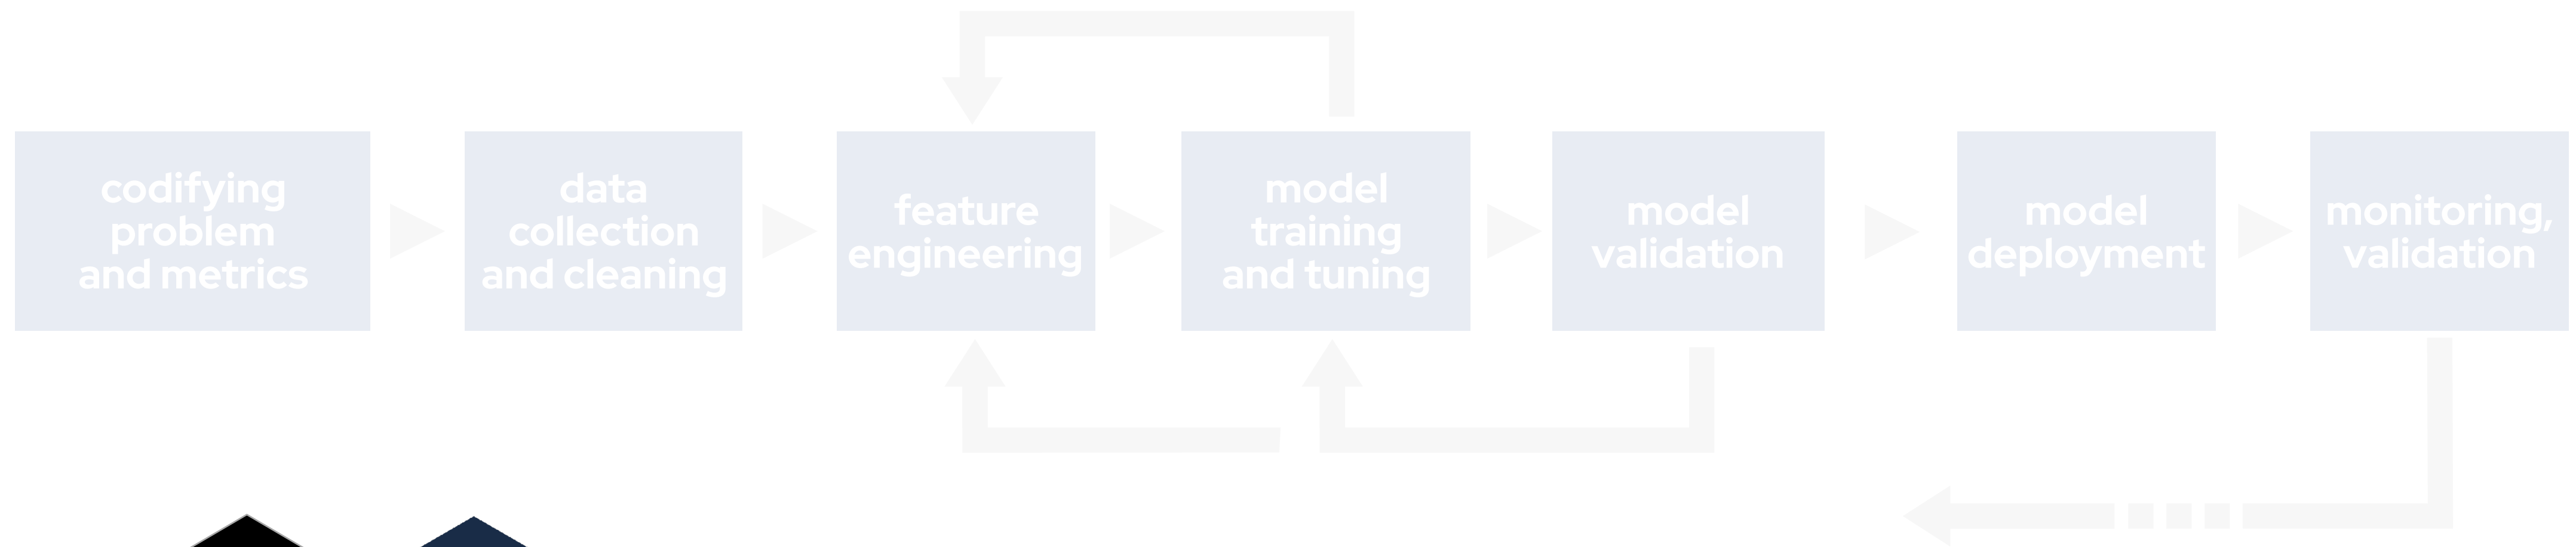 codifying
problem
and metrics
data
collection
and cleaning
feature
engineering
model
training
and tuning
model
validation
model
deployment
monitoring,
validation